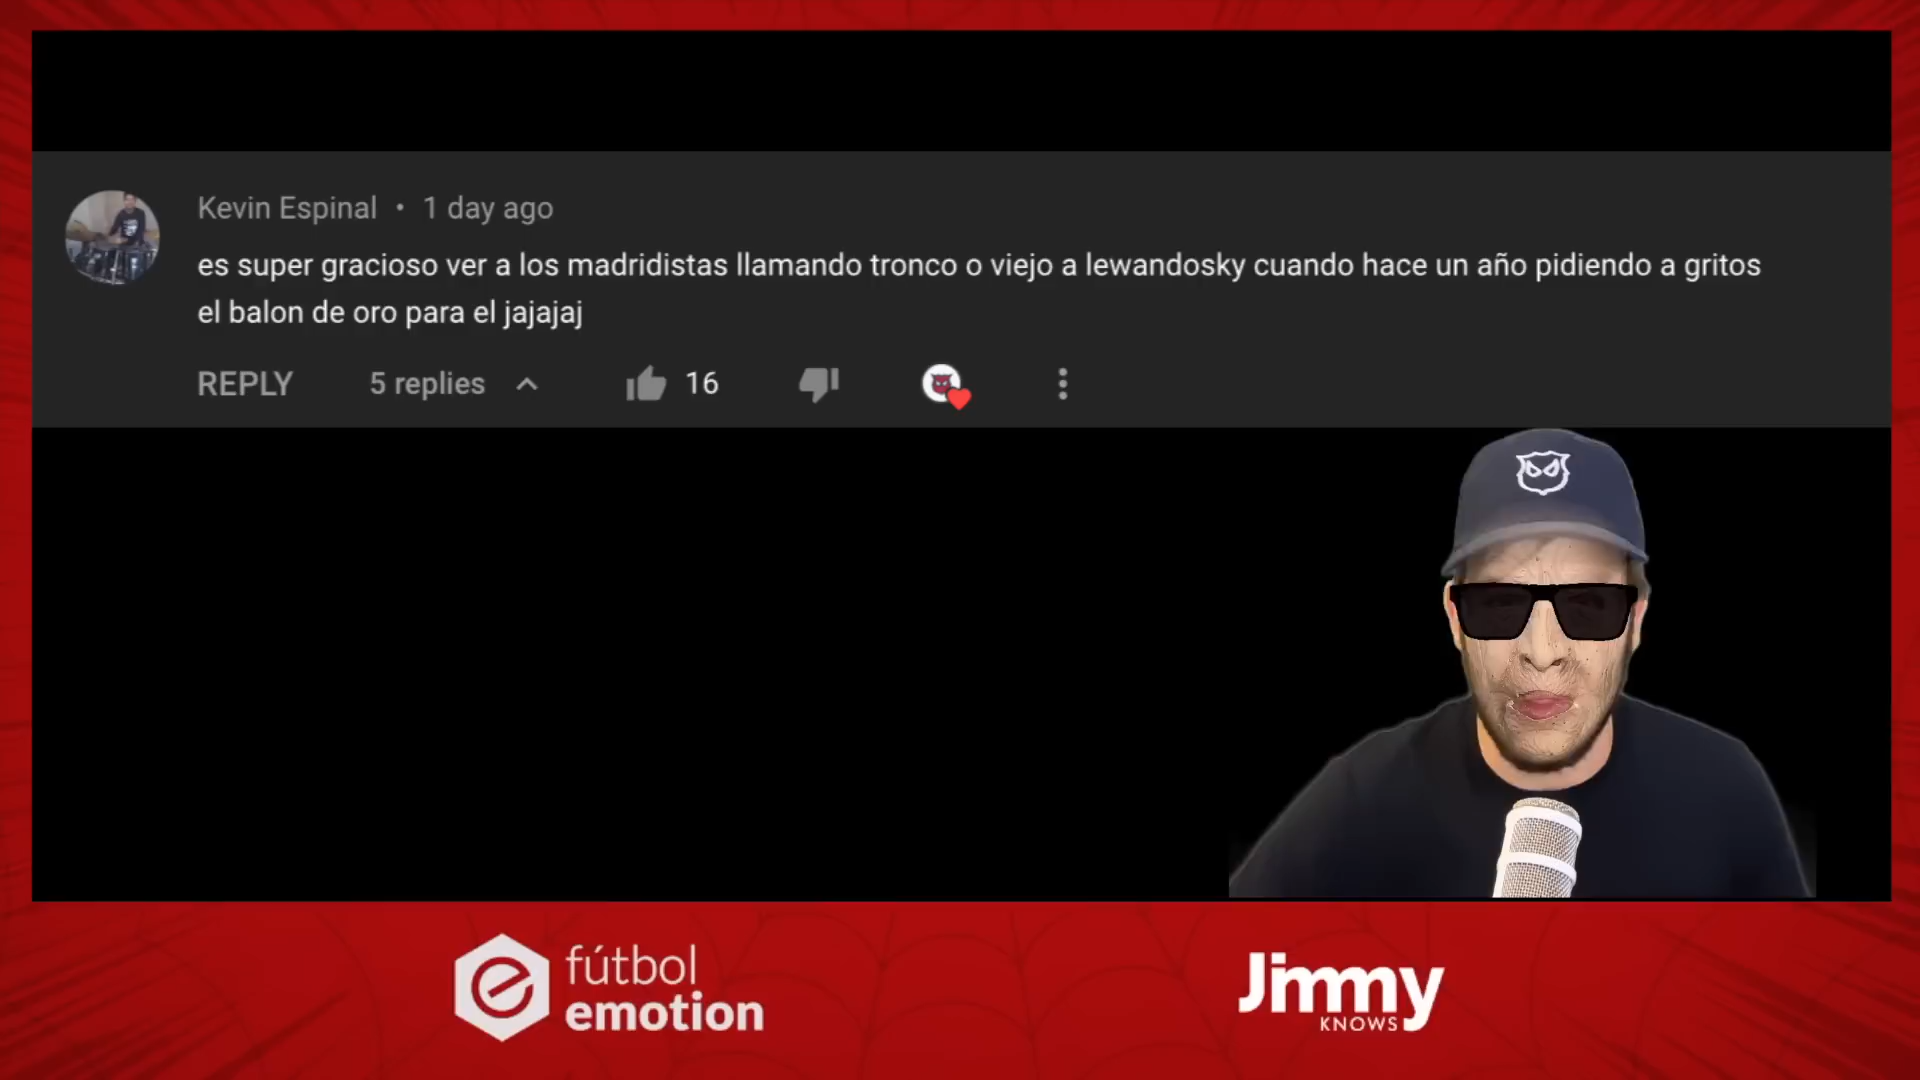 Kevin Espinal • 1 day ago
es super gracioso ver a los madridistas llamando tronco o viejo a lewandosky cuando hace un año pidiendo a gritos
el balon de oro para el jajajaj
REPLY 5 replies 16
fútbol
emotion
Jimmy
KNOWS